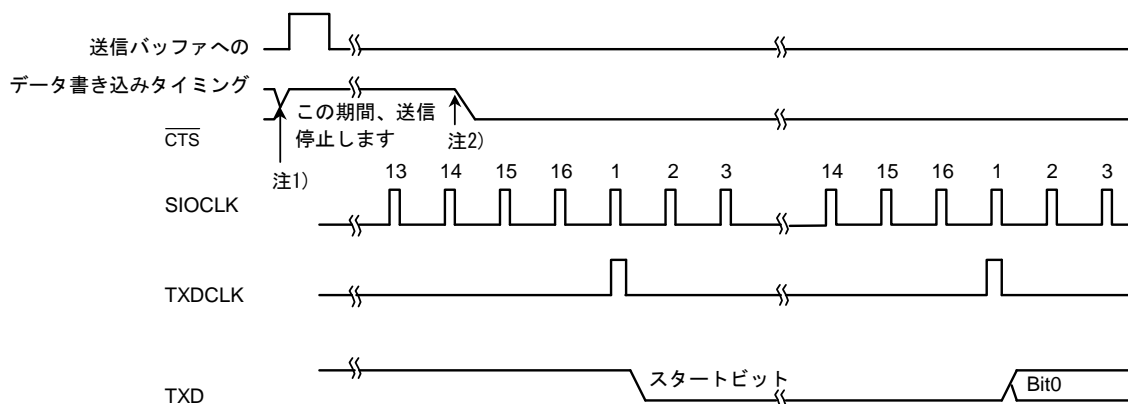 送信バッファへの
データ書き込みタイミング
この期間、送信
停止します
CTS
注1)
注2)
13 14 15 16 1 2 3 14 15 16 1 2 3
SIOCLK
TXDCLK
スタートビット
Bit0
TXD